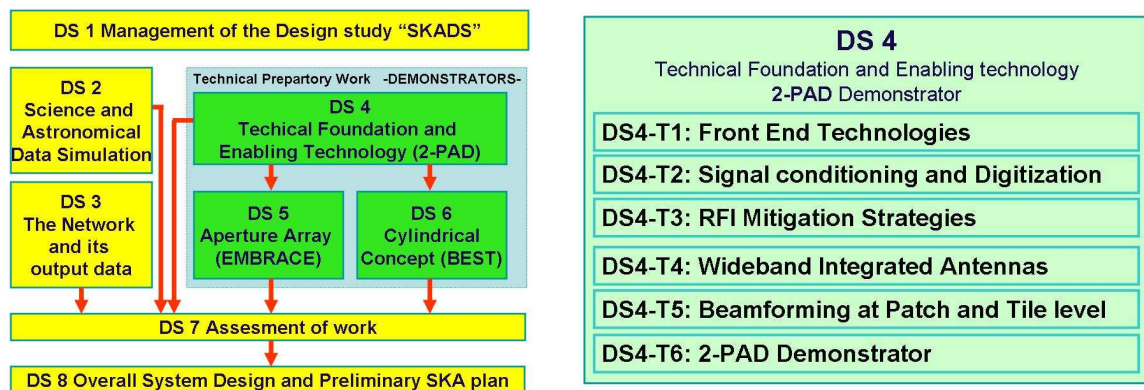 DS 1 Management of the Design study “SKADS”
DS 2
Science and
Astronomical
Data Simulation
DS 3
The Network
and its
output data
Technical Prepartory Work -DEMONSTRATORS-
DS 4
Techical Foundation and
Enabling Technology (2-PAD)
DS 5
Aperture Array
(EMBRACE)
DS 6
Cylindrical
Concept (BEST)
DS 7 Assesment of work
DS 8 Overall System Design and Preliminary SKA plan
DS 4
Technical Foundation and Enabling technology
2-PAD Demonstrator
DS4-T1: Front End Technologies
DS4-T2: Signal conditioning and Digitization
DS4-T3: RFI Mitigation Strategies
DS4-T4: Wideband Integrated Antennas
DS4-T5: Beamforming at Patch and Tile level
DS4-T6: 2-PAD Demonstrator